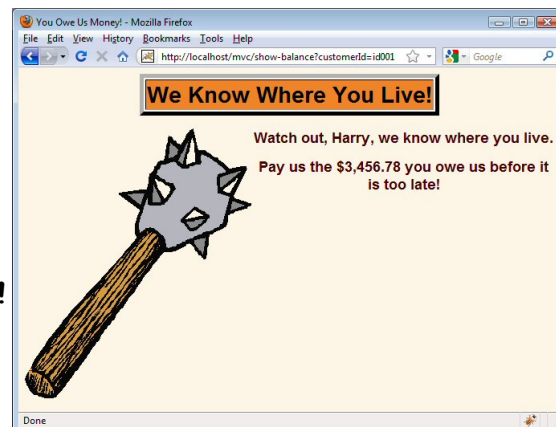 You Owe Us Money! - Mozilla Firefox
File Edit View History Bookmarks Tools Help
http://localhost/mvc/show-balance?customerId=id001
Google
We Know Where You Live!
Watch out, Harry, we know where you live.
Pay us the $3,456.78 you owe us before it
is too late!
!
Done